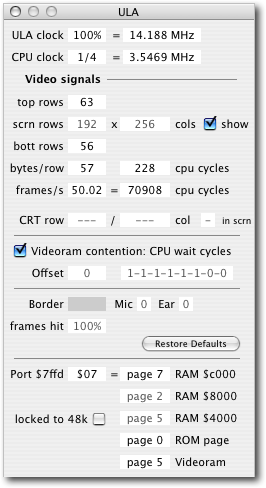 ULA
ULA clock 100% = 14.188 MHz
CPU clock 1/4 = 3.5469 MHz
Video signals
top rows 63
scrn rows 192 x 256 cols show
bott rows 56
bytes/row 57 228 cpu cycles
frames/s 50.02 = 70908 cpu cycles
CRT row --- / --- col - in scrn
Videoram contention: CPU wait cycles
Offset 0 1-1-1-1-1-1-0-0
Border Mic 0 Ear 0
frames hit 100%
Restore Defaults
Port $7ffd $07 = page 7 RAM $c000
page 2 RAM $8000
locked to 48k page 5 RAM $4000
page 0 ROM page
page 5 Videoram